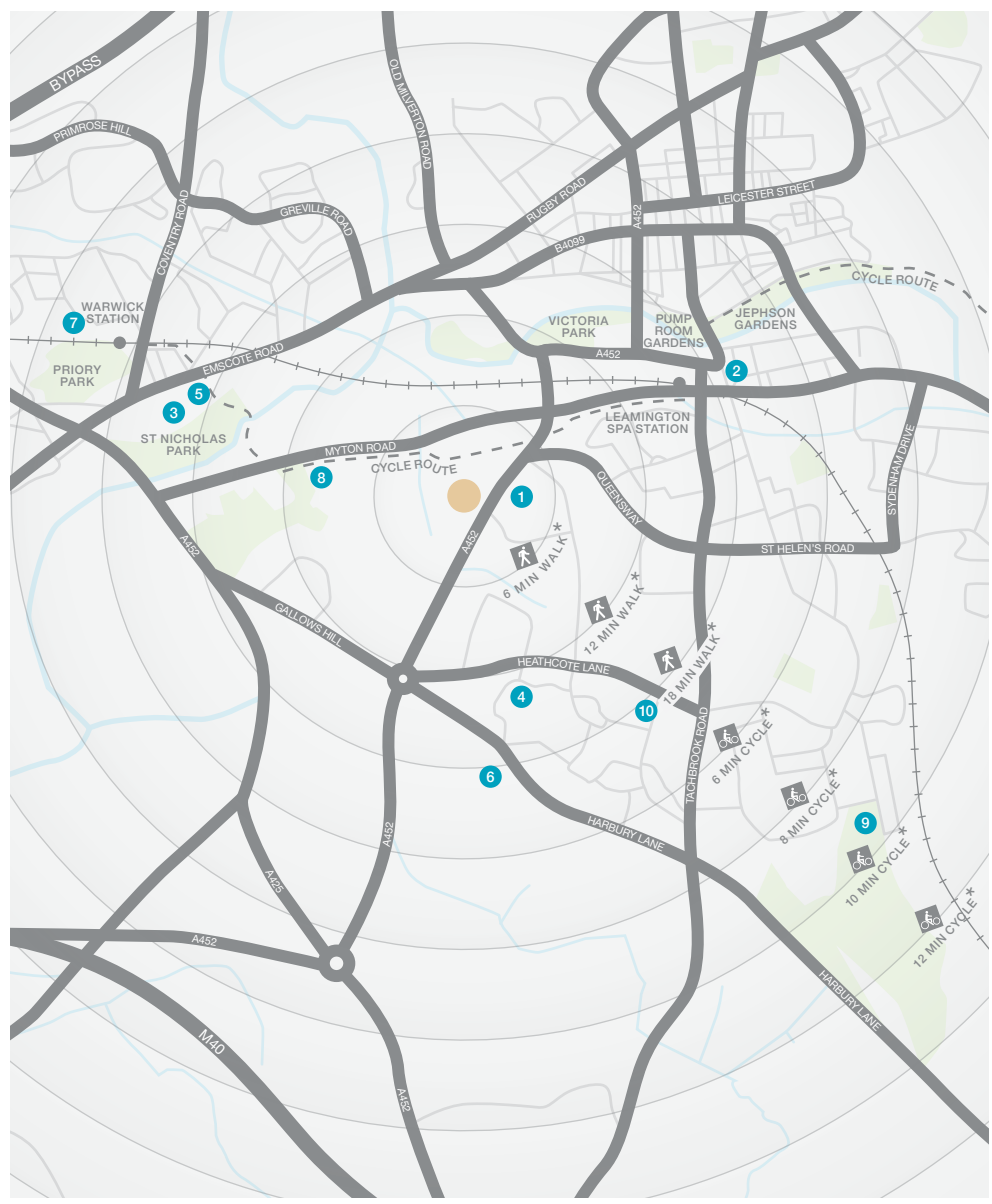 BYPASS
OLD MILVERTON ROAD
PRIMROSE HILL
RUGBY ROAD
LEICESTER STREET
COVENTRY ROAD
GREVILLE ROAD
A452
B4099
CYCLE ROUTE
WARWICK
STATION
7
VICTORIA
PARK
PUMP
ROOM
GARDENS
JEPHSON
GARDENS
EMSCOTE ROAD
A452
PRIORY
PARK
2
5
3
ST NICHOLAS
PARK
LEAMINGTON
SPA STATION
MYTON ROAD
CYCLE ROUTE
8
1
QUEENSWAY
SYDENHAM DRIVE
A452
A452
ST HELEN'S ROAD
6 MIN WALK*
12 MIN WALK*
GALLOWS HILL
HEATHCOTE LANE
18 MIN WALK*
4
10
TACHBROOK ROAD
6 MIN CYCLE*
6
8 MIN CYCLE*
A452
HARBURY LANE
9
10 MIN CYCLE*
A425
12 MIN CYCLE*
A452
HARBURY LANE
M40
A452